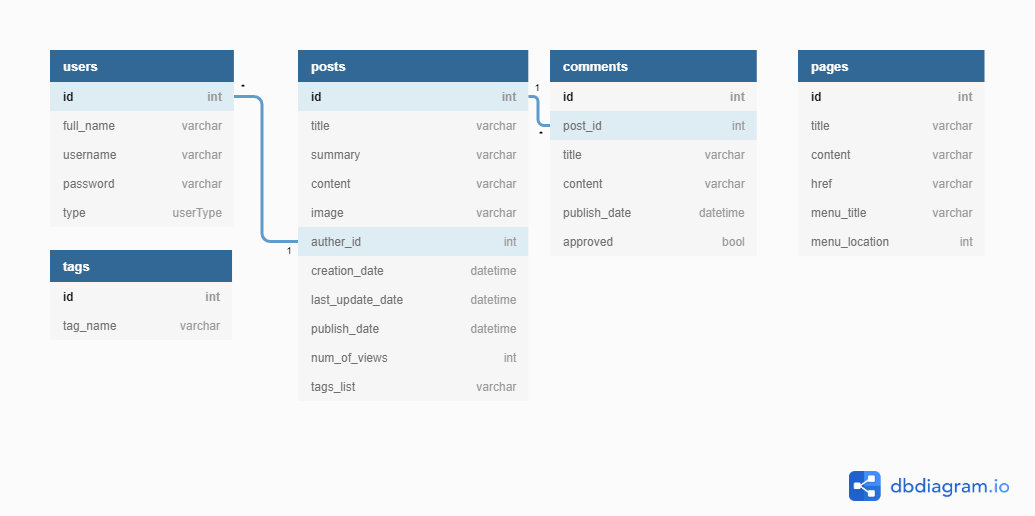 users
id int
full_name varchar
username varchar
password varchar
type userType
*
1
tags
id int
tag_name varchar
posts
id int
title varchar
summary varchar
content varchar
image varchar
auther_id int
creation_date datetime
last_update_date datetime
publish_date datetime
num_of_views int
tags_list varchar
1
*
comments
id int
post_id int
title varchar
content varchar
publish_date datetime
approved bool
pages
id int
title varchar
content varchar
href varchar
menu_title varchar
menu_location int
dbdiagram.io